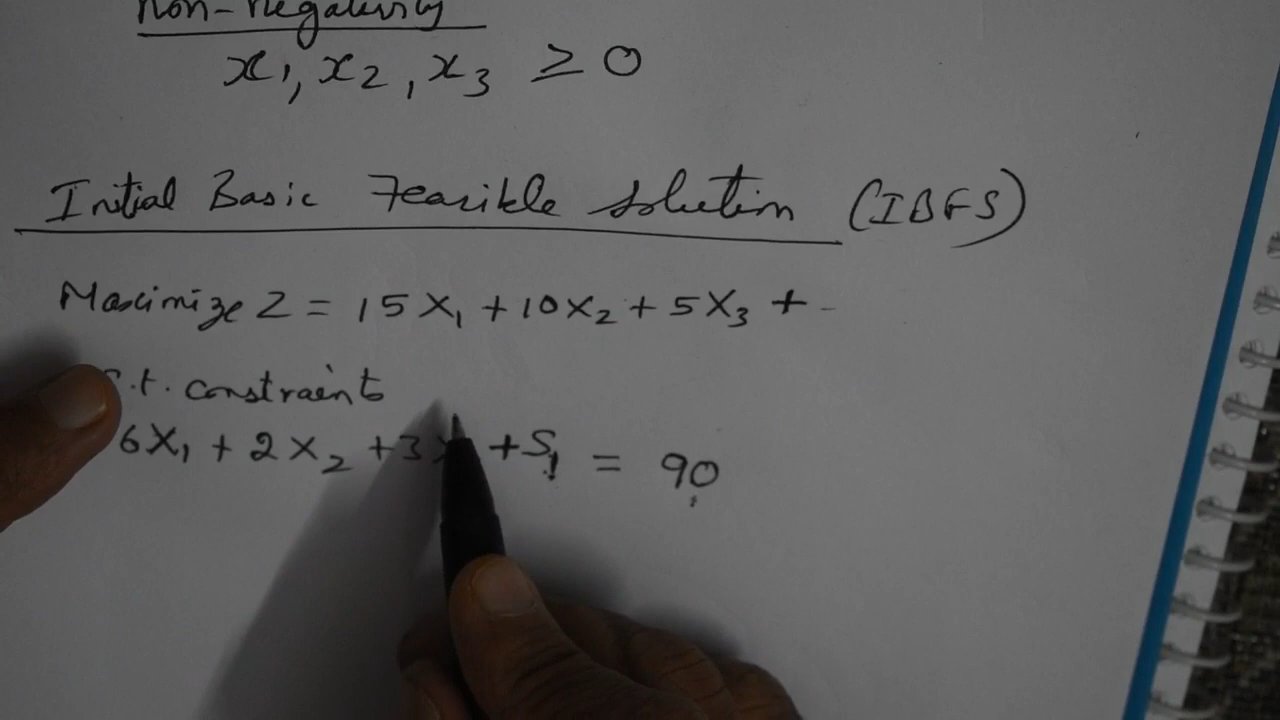 Non-Negativity
x1, x2, x3 ≥ 0
Initial Basic Feasible Solution (IBFS)
Maximize Z = 15X1 + 10X2 + 5X3 + -
s.t. constraints
6X1 + 2X2 + 3X + S1 = 90